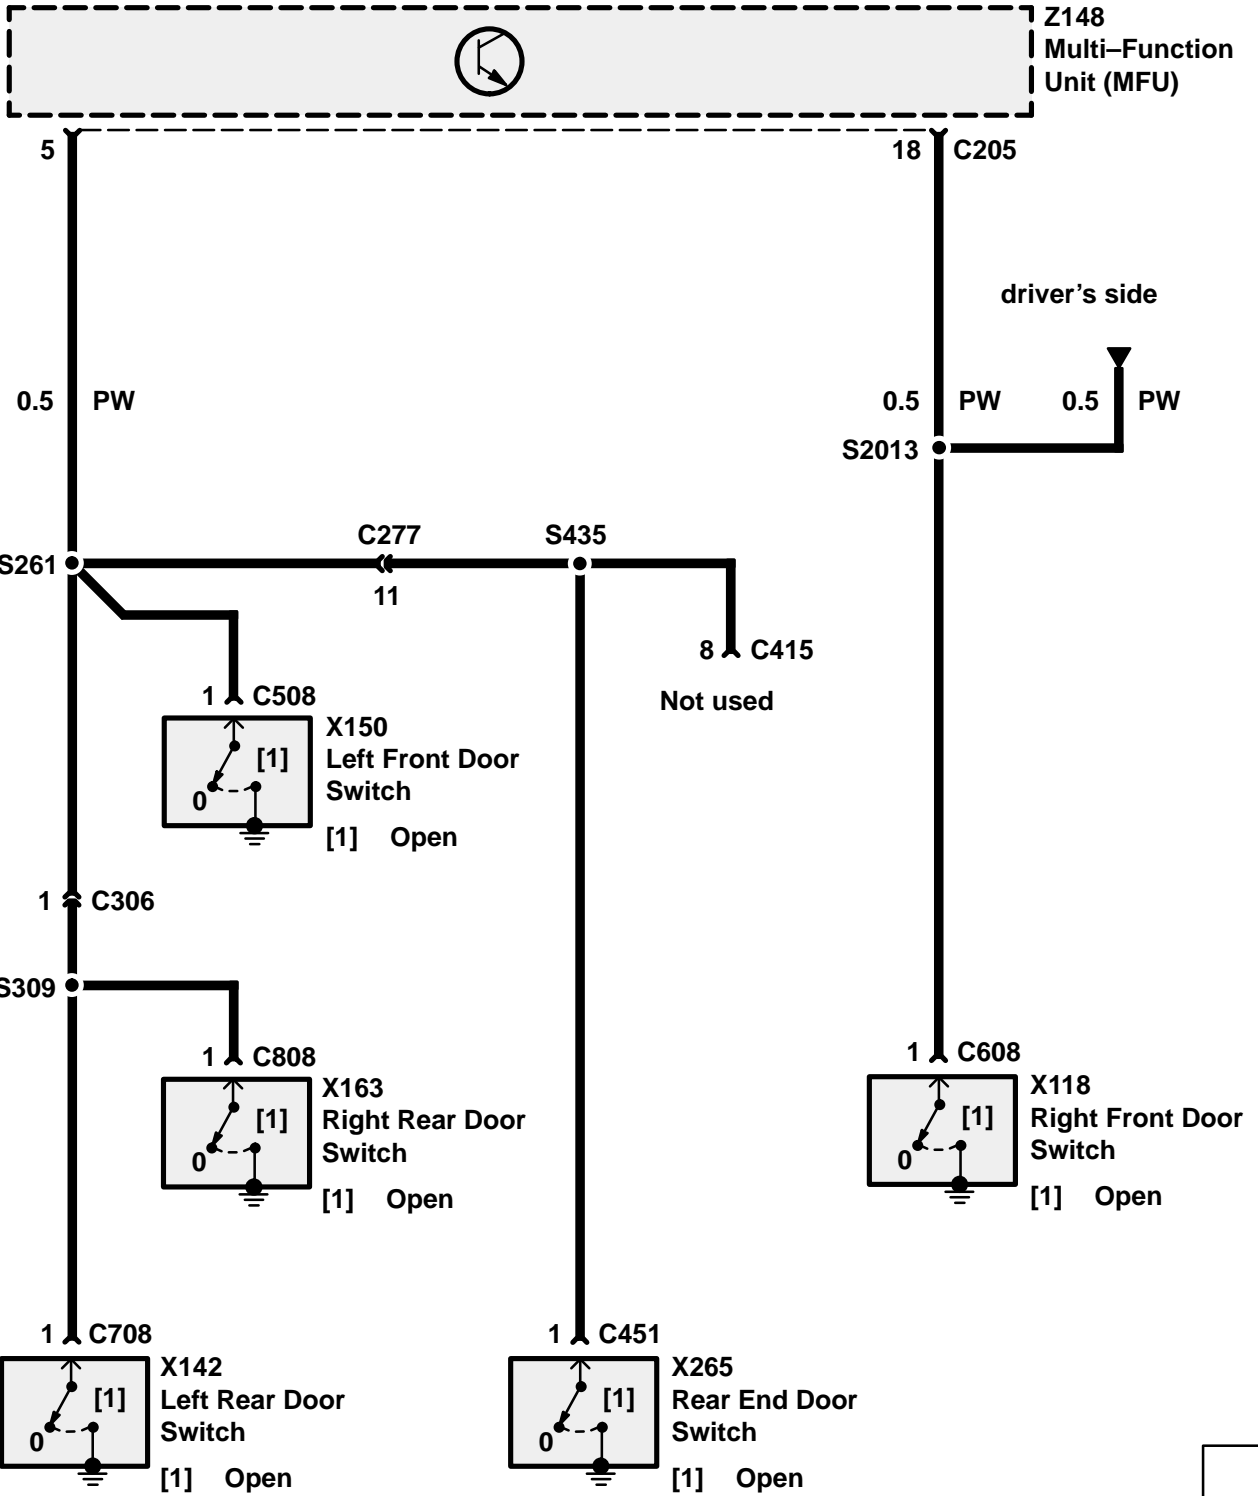 Z148
Multi–Function
Unit (MFU)
5
18 C205
driver’s side
0.5 PW
0.5 PW
0.5 PW
S2013
C277
S435
S261
11
8 C415
Not used
1 C508
X150
Left Front Door
Switch
[1] Open
[1]
0
1 C306
S309
1 C808
X163
Right Rear Door
Switch
[1] Open
[1]
0
1 C608
X118
Right Front Door
Switch
[1] Open
[1]
0
1 C708
X142
Left Rear Door
Switch
[1] Open
[1]
0
1 C451
X265
Rear End Door
Switch
[1] Open
[1]
0